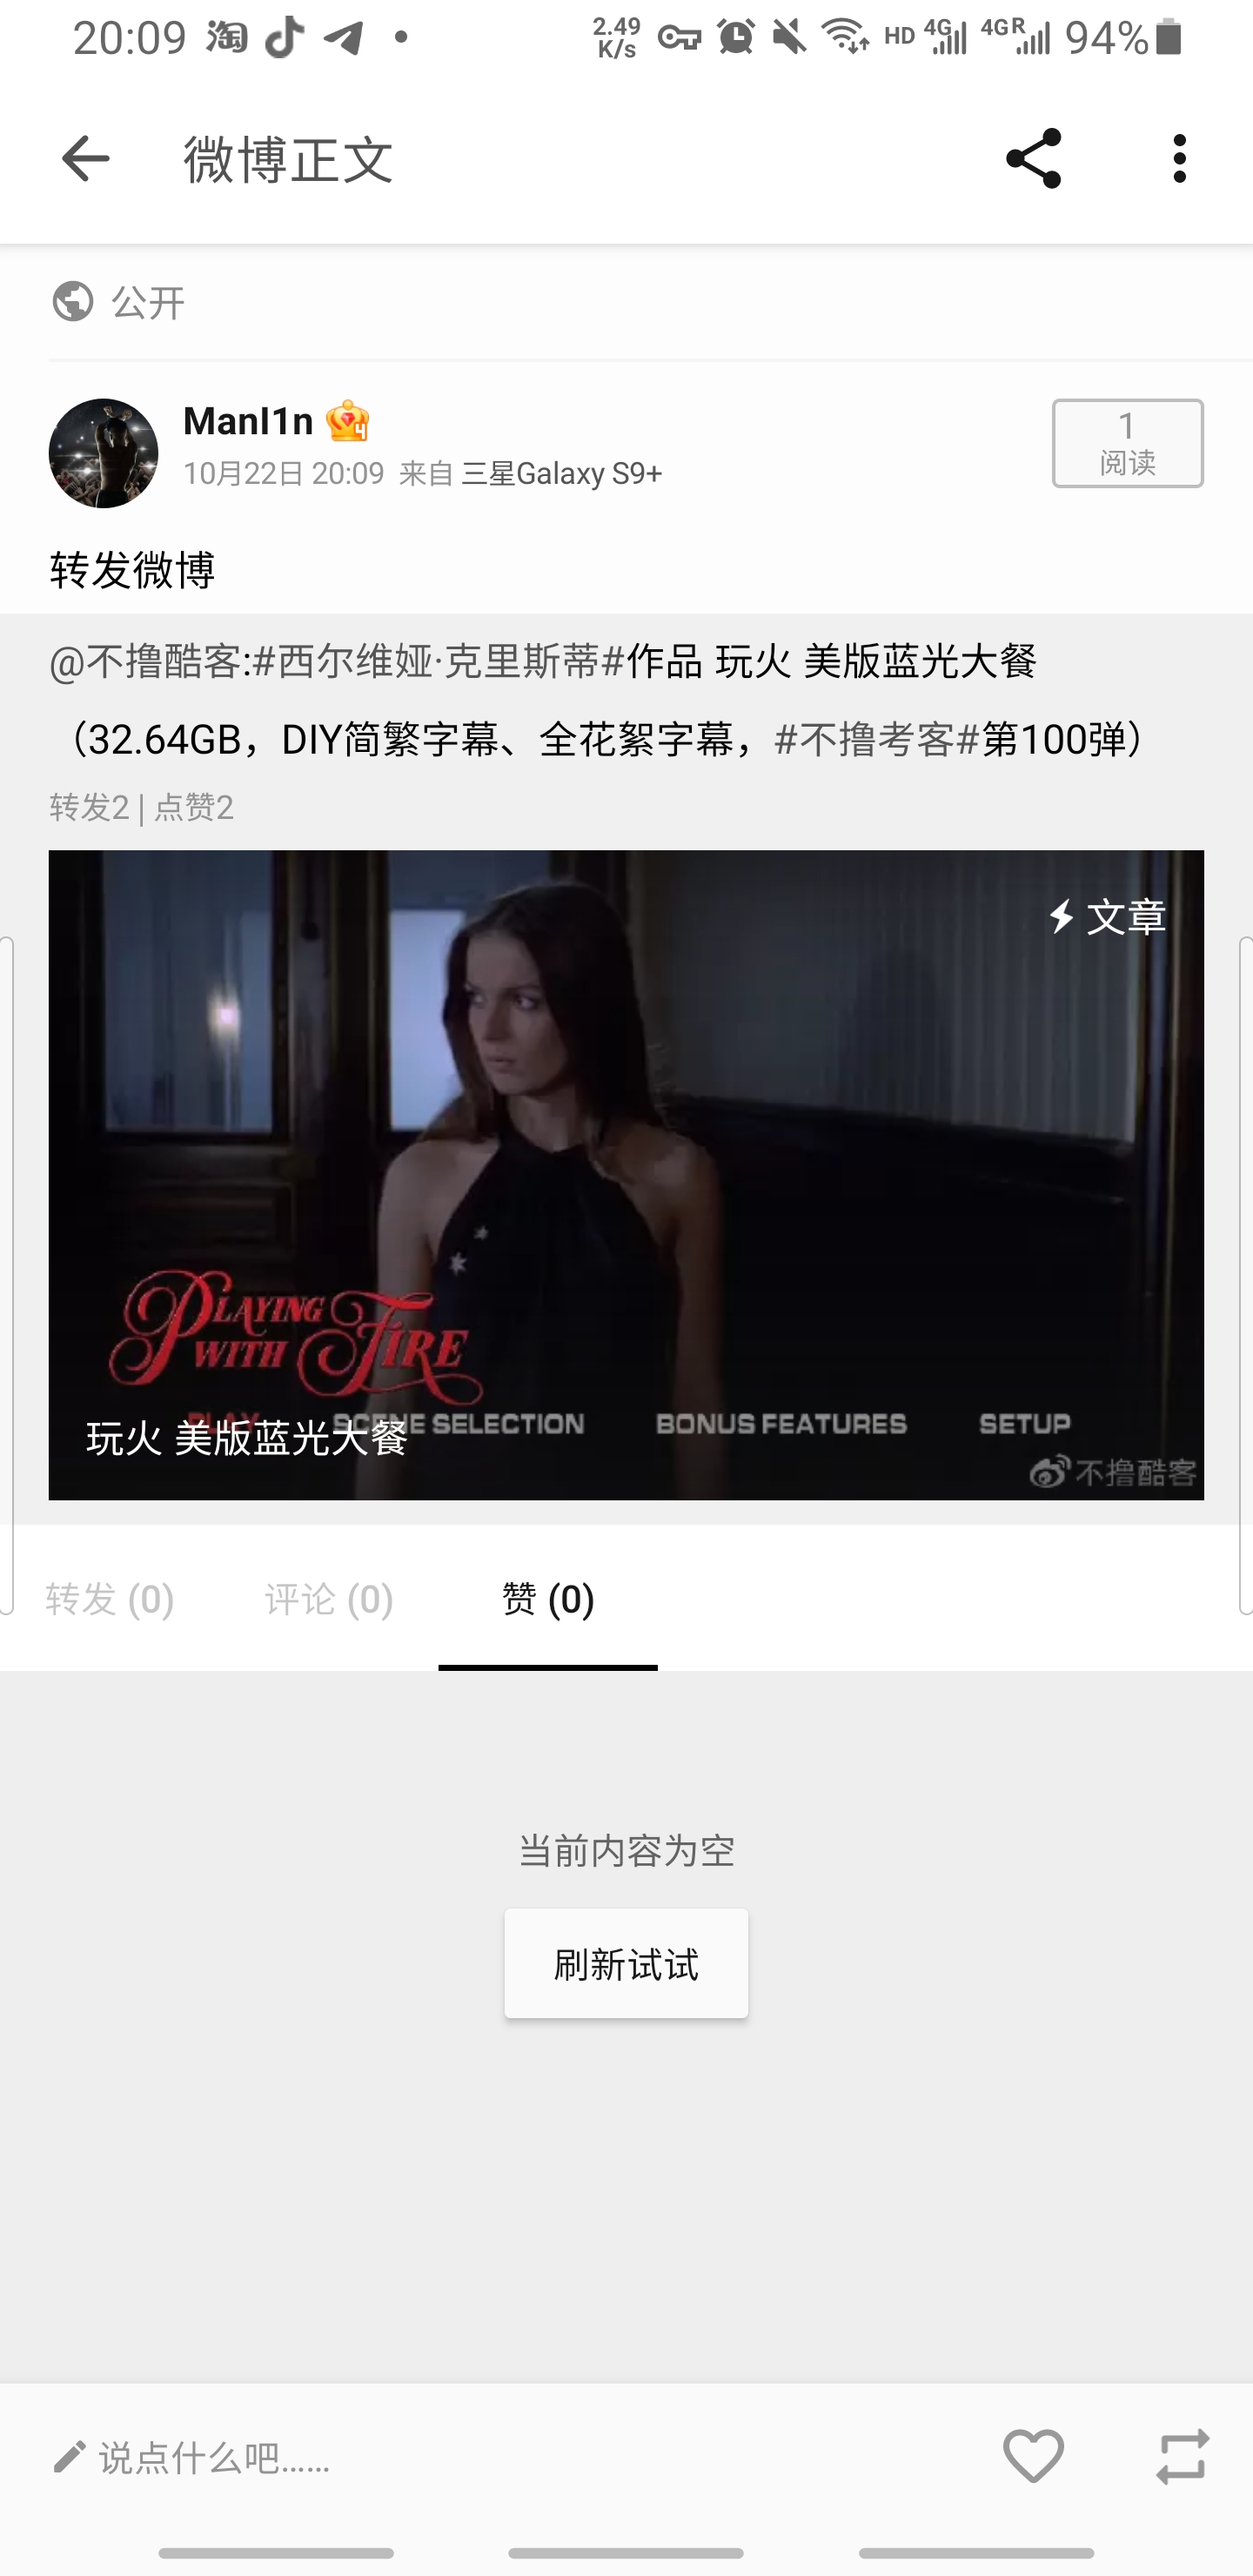 20:09 淘 2.49 K/s HD 4G 4GR 94%
微博正文
公开
ManI1n 4
10月22日 20:09 来自 三星Galaxy S9+
1
阅读
转发微博
@不撸酷客:#西尔维娅·克里斯蒂#作品 玩火 美版蓝光大餐
（32.64GB，DIY简繁字幕、全花絮字幕，#不撸考客#第100弹）
转发2 | 点赞2
文章
PLAYING
WITH FIRE
PLAY SCENE SELECTION BONUS FEATURES SETUP
玩火 美版蓝光大餐
不撸酷客
转发 (0) 评论 (0) 赞 (0)
当前内容为空
刷新试试
说点什么吧......